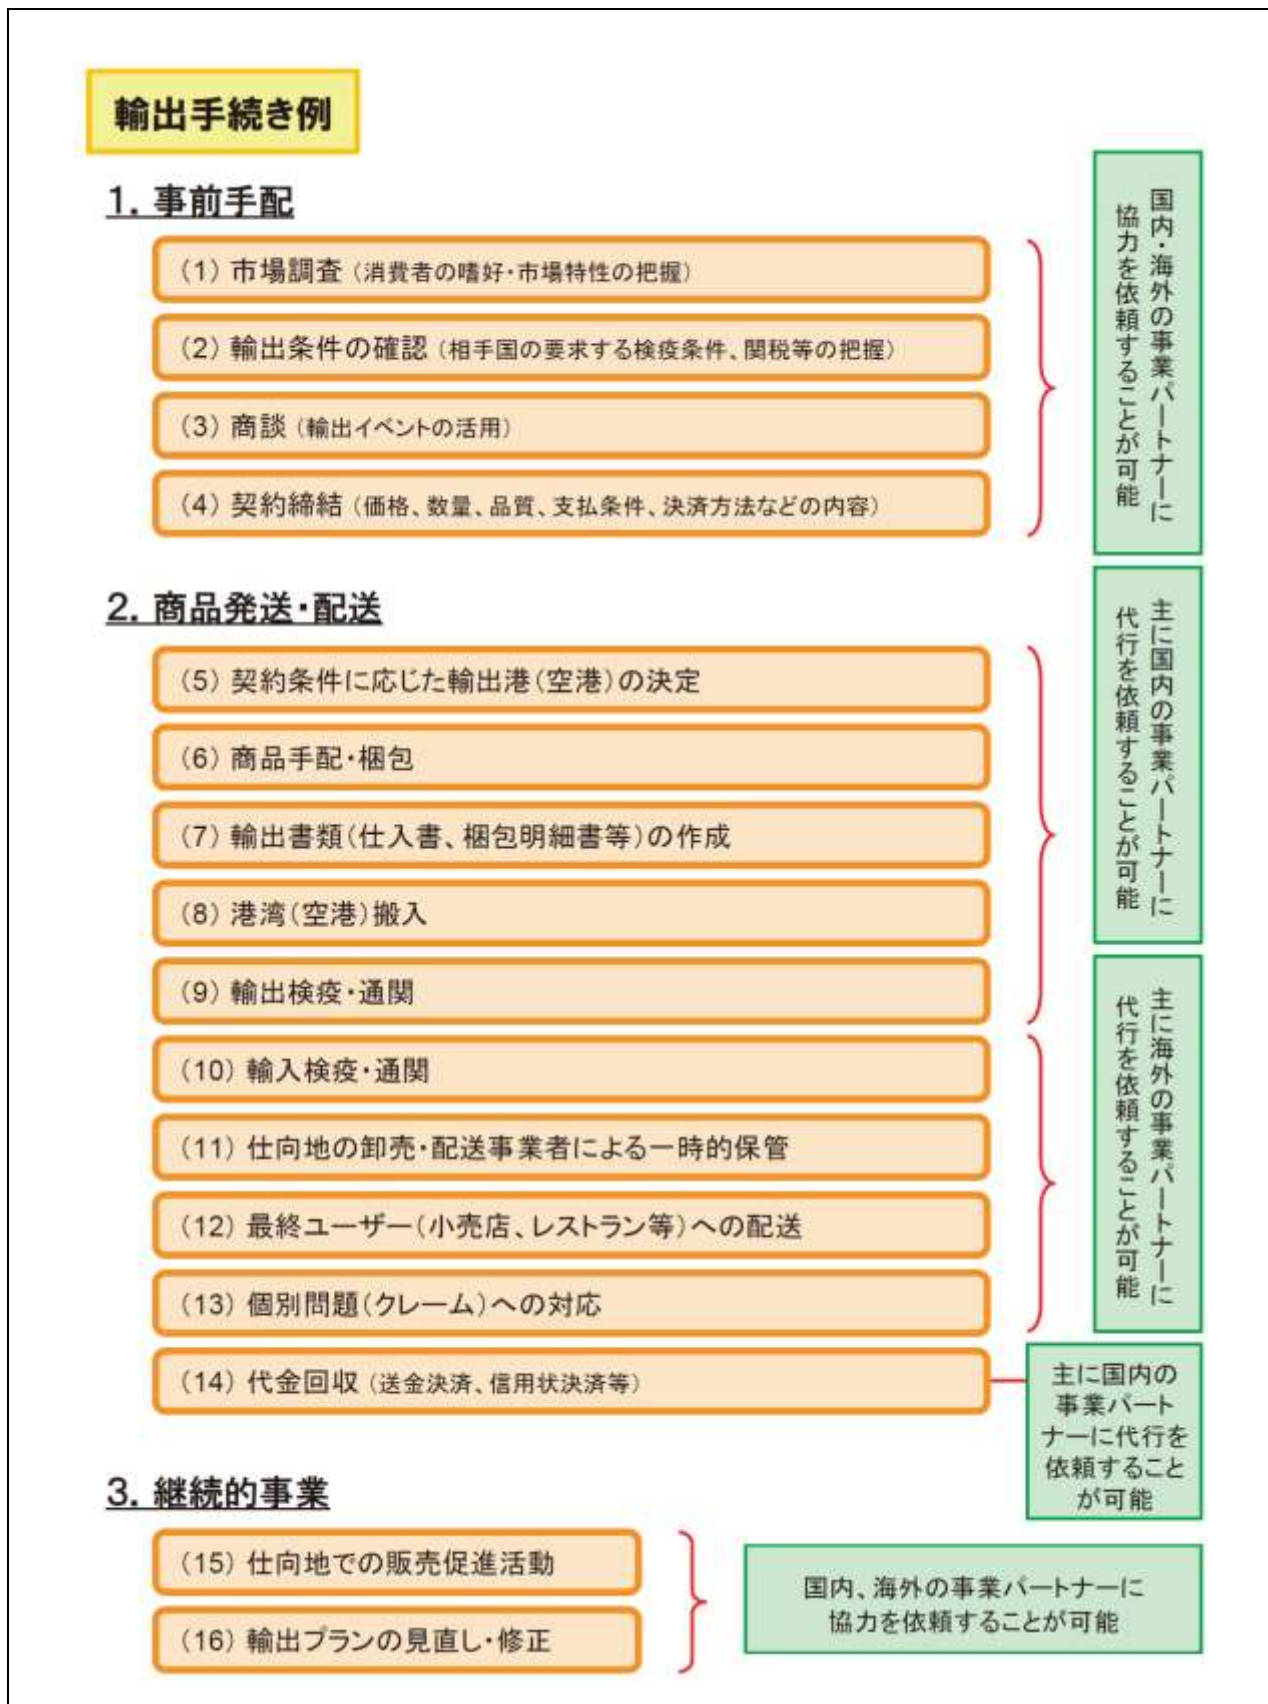 輸出手続き例
1. 事前手配
(1) 市場調査 (消費者の嗜好・市場特性の把握)
(2) 輸出条件の確認 (相手国の要求する検疫条件、関税等の把握)
(3) 商談 (輸出イベントの活用)
(4) 契約締結 (価格、数量、品質、支払条件、決済方法などの内容)
国内・海外の事業パートナーに
協力を依頼することが可能
2. 商品発送・配送
(5) 契約条件に応じた輸出港(空港)の決定
(6) 商品手配・梱包
(7) 輸出書類(仕入書、梱包明細書等)の作成
(8) 港湾(空港)搬入
(9) 輸出検疫・通関
主に国内の事業パートナーに
代行を依頼することが可能
(10) 輸入検疫・通関
(11) 仕向地の卸売・配送事業者による一時的保管
(12) 最終ユーザー(小売店、レストラン等)への配送
(13) 個別問題(クレーム)への対応
主に海外の事業パートナーに
代行を依頼することが可能
(14) 代金回収 (送金決済、信用状決済等)
主に国内の
事業パート
ナーに代行を
依頼すること
が可能
3. 継続的事業
(15) 仕向地での販売促進活動
(16) 輸出プランの見直し・修正
国内、海外の事業パートナーに
協力を依頼することが可能